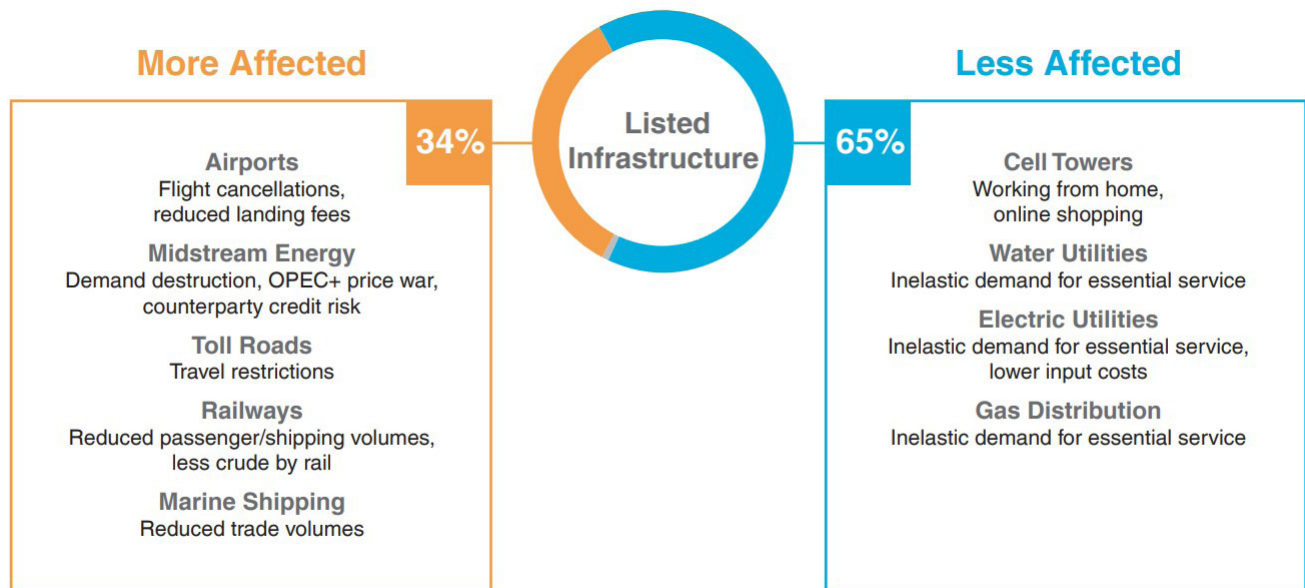 More Affected
34%
Airports
Flight cancellations,
reduced landing fees
Midstream Energy
Demand destruction, OPEC+ price war,
counterparty credit risk
Toll Roads
Travel restrictions
Railways
Reduced passenger/shipping volumes,
less crude by rail
Marine Shipping
Reduced trade volumes
Listed
Infrastructure
Less Affected
65%
Cell Towers
Working from home,
online shopping
Water Utilities
Inelastic demand for essential service
Electric Utilities
Inelastic demand for essential service,
lower input costs
Gas Distribution
Inelastic demand for essential service